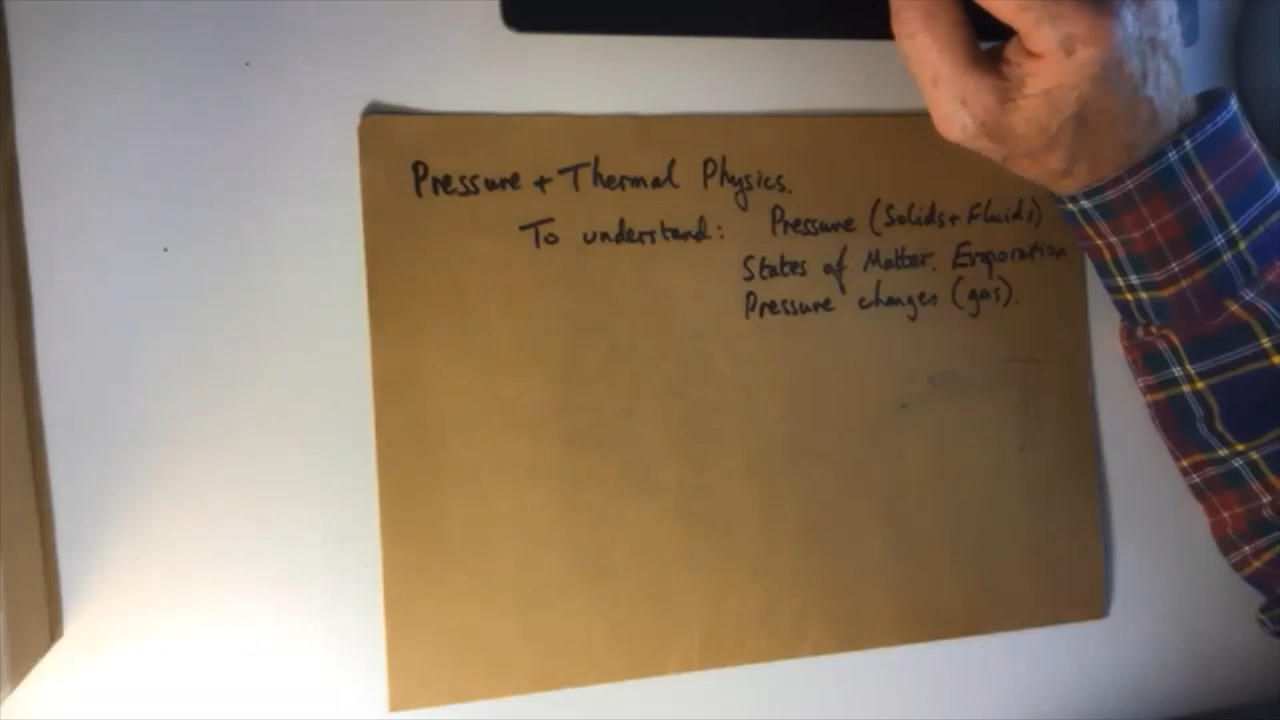 Pressure + Thermal Physics.
To understand: Pressure (Solids+ Fluids)
States of Matter. Evaporation.
Pressure changes (gas).